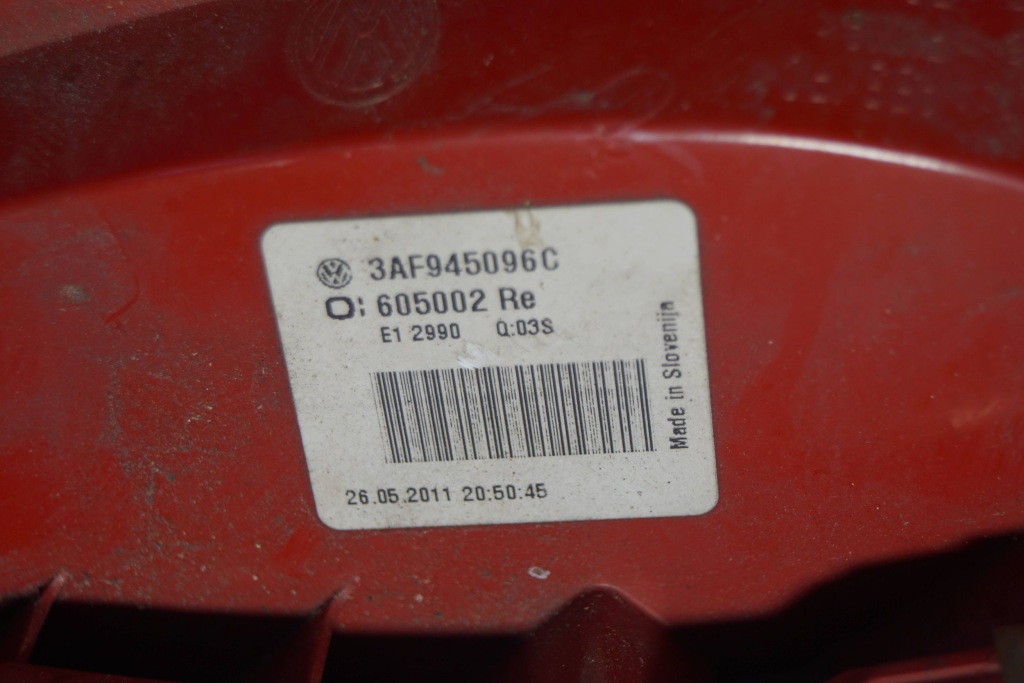 3AF945096C
605002 Re
E1 2990 Q:03S
Made in Slovenija
26.05.2011 20:50:45